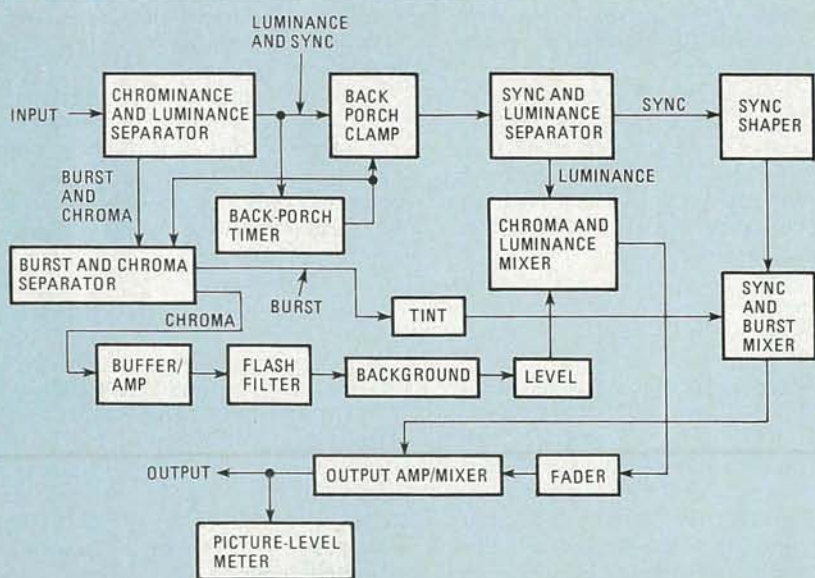 LUMINANCE
AND SYNC
INPUT
CHROMINANCE
AND LUMINANCE
SEPARATOR
BACK
PORCH
CLAMP
SYNC AND
LUMINANCE
SEPARATOR
SYNC
SYNC
SHAPER
BURST
AND
CHROMA
BACK-PORCH
TIMER
LUMINANCE
CHROMA AND
LUMINANCE
MIXER
BURST AND CHROMA
SEPARATOR
BURST
TINT
SYNC
AND
BURST
MIXER
CHROMA
BUFFER/
AMP
FLASH
FILTER
BACKGROUND
LEVEL
OUTPUT
OUTPUT AMP/MIXER
FADER
PICTURE-LEVEL
METER